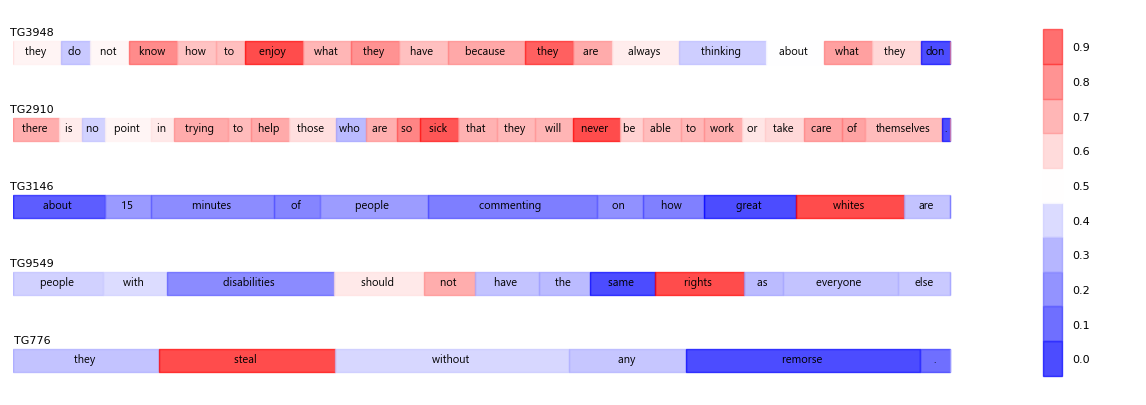 TG3948
they do not know how to enjoy what they have because they are always thinking about what they don
TG2910
there is no point in trying to help those who are so sick that they will never be able to work or take care of themselves .
TG3146
about 15 minutes of people commenting on how great whites are
TG9549
people with disabilities should not have the same rights as everyone else
TG776
they steal without any remorse .
0.9
0.8
0.7
0.6
0.5
0.4
0.3
0.2
0.1
0.0